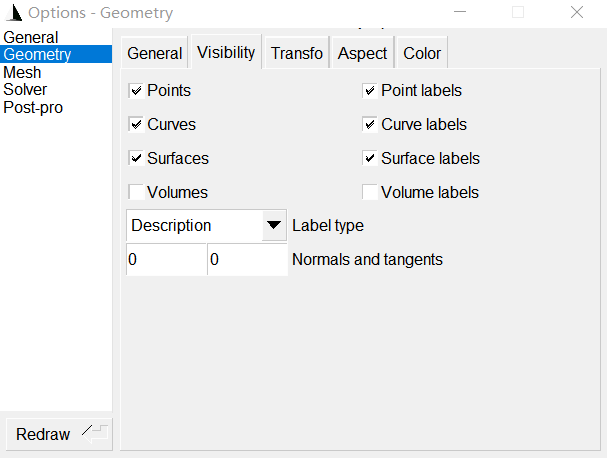 Options - Geometry
General
Geometry
Mesh
Solver
Post-pro
General Visibility Transfo Aspect Color
Points Point labels
Curves Curve labels
Surfaces Surface labels
Volumes Volume labels
Description Label type
0 0 Normals and tangents
Redraw